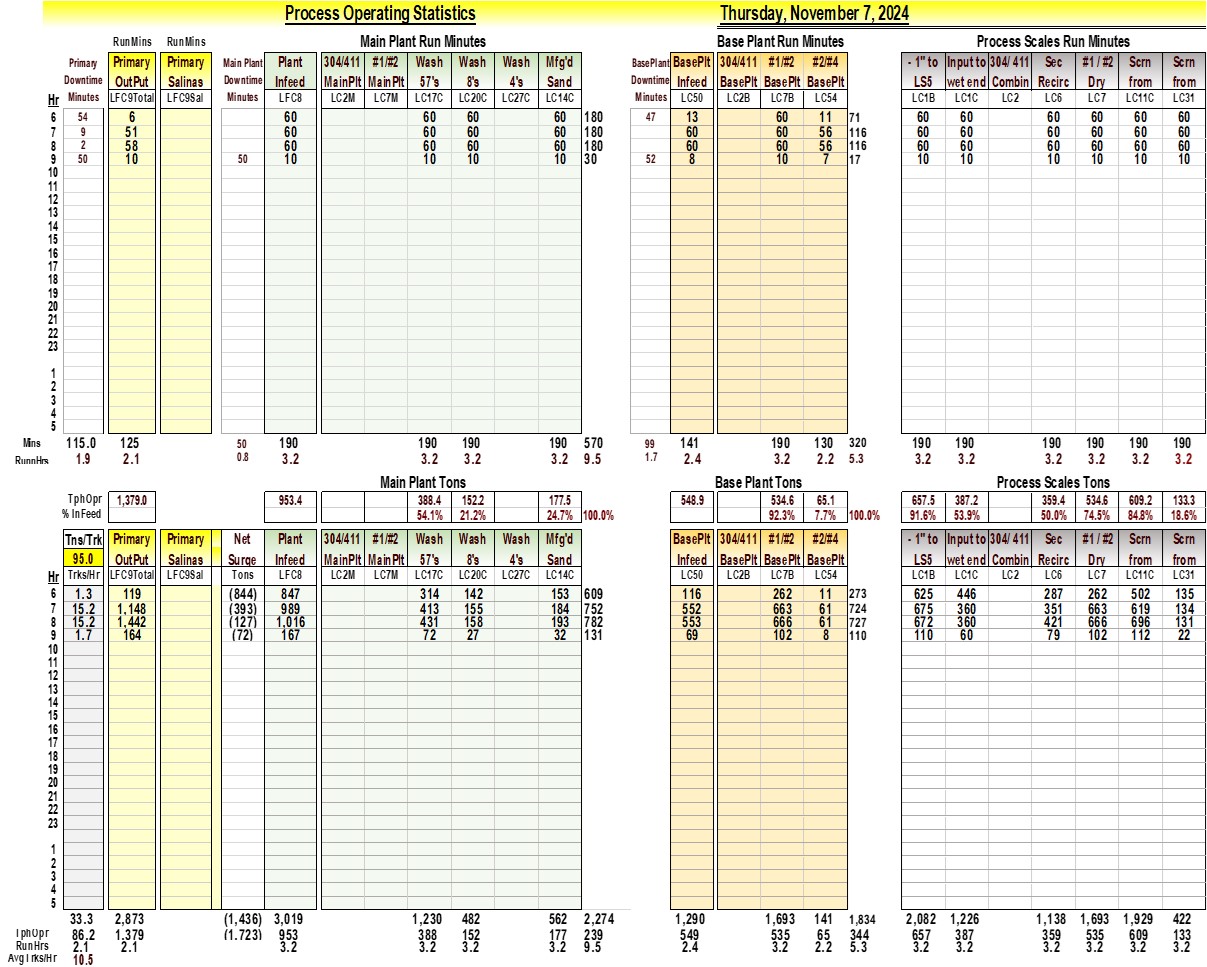 Process Operating Statistics Thursday, November 7, 2024
RunMins RunMins Main Plant Run Minutes Base Plant Run Minutes Process Scales Run Minutes
Primary Primary Primary Main Plant Plant 304/411 #1/#2 Wash Wash Wash Mfg'd BasePlant BasePlt 304/411 #1/#2 #2/#4 - 1" to Input to 304/ 411 Sec #1 / #2 Scrn Scrn
Downtime OutPut Salinas Downtime Infeed MainPlt MainPlt 57's 8's 4's Sand Downtime Infeed BasePlt BasePlt BasePlt LS5 wet end Combin Recirc Dry from from
Hr Minutes LFC9Total LFC9Sal Minutes LFC8 LC2M LC7M LC17C LC20C LC27C LC14C Minutes LC50 LC2B LC7B LC54 LC1B LC1C LC2 LC6 LC7 LC11C LC31
6 54 6 60 60 60 60 180 47 13 60 11 71 60 60 60 60 60 60
7 9 51 60 60 60 60 180 60 60 56 116 60 60 60 60 60 60
8 2 58 60 60 60 60 180 60 60 56 116 60 60 60 60 60 60
9 50 10 50 10 10 10 10 30 52 8 10 7 17 10 10 10 10 10 10
10
11
12
13
14
15
16
17
18
19
20
21
22
23
1
2
3
4
5
Mins 115.0 125 50 190 190 190 190 570 99 141 190 130 320 190 190 190 190 190 190
RunnHrs 1.9 2.1 0.8 3.2 3.2 3.2 3.2 9.5 1.7 2.4 3.2 2.2 5.3 3.2 3.2 3.2 3.2 3.2 3.2
Main Plant Tons Base Plant Tons Process Scales Tons
TphOpr 1,379.0 953.4 388.4 152.2 177.5 548.9 534.6 65.1 657.5 387.2 359.4 534.6 609.2 133.3
% InFeed 54.1% 21.2% 24.7% 100.0% 92.3% 7.7% 100.0% 91.6% 53.9% 50.0% 74.5% 84.8% 18.6%
Tns/Trk Primary Primary Net Plant 304/411 #1/#2 Wash Wash Wash Mfg'd BasePlt 304/411 #1/#2 #2/#4 - 1" to Input to 304/ 411 Sec #1 / #2 Scrn Scrn
95.0 OutPut Salinas Surge Infeed MainPlt MainPlt 57's 8's 4's Sand Infeed BasePlt BasePlt BasePlt LS5 wet end Combin Recirc Dry from from
Hr Trks/Hr LFC9Total LFC9Sal Tons LFC8 LC2M LC7M LC17C LC20C LC27C LC14C LC50 LC2B LC7B LC54 LC1B LC1C LC2 LC6 LC7 LC11C LC31
6 1.3 119 (844) 847 314 142 153 609 116 262 11 273 625 446 287 262 502 135
7 15.2 1,148 (393) 989 413 155 184 752 552 663 61 724 675 360 351 663 619 134
8 15.2 1,442 (127) 1,016 431 158 193 782 553 666 61 727 672 360 421 666 696 131
9 1.7 164 (72) 167 72 27 32 131 69 102 8 110 110 60 79 102 112 22
10
11
12
13
14
15
16
17
18
19
20
21
22
23
1
2
3
4
5
33.3 2,873 (1,436) 3,019 1,230 482 562 2,274 1,290 1,693 141 1,834 2,082 1,226 1,138 1,693 1,929 422
TphOpr 86.2 1,379 (1,723) 953 388 152 177 239 549 535 65 344 657 387 359 535 609 133
RunHrs 2.1 2.1 3.2 3.2 3.2 3.2 9.5 2.4 3.2 2.2 5.3 3.2 3.2 3.2 3.2 3.2 3.2
AvgTrks/Hr 10.5